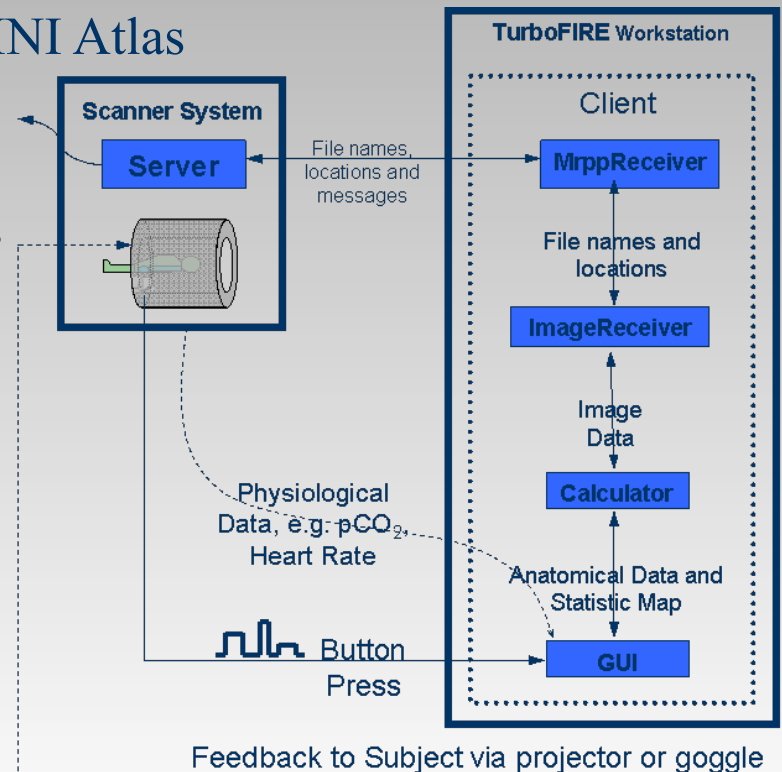 NI Atlas
TurboFIRE Workstation
Scanner System
Client
Server
File names,
locations and
messages
MrppReceiver
File names and
locations
ImageReceiver
Image
Data
Physiological
Data, e.g. pCO₂,
Heart Rate
Calculator
Anatomical Data and
Statistic Map
Button
Press
GUI
Feedback to Subject via projector or goggle